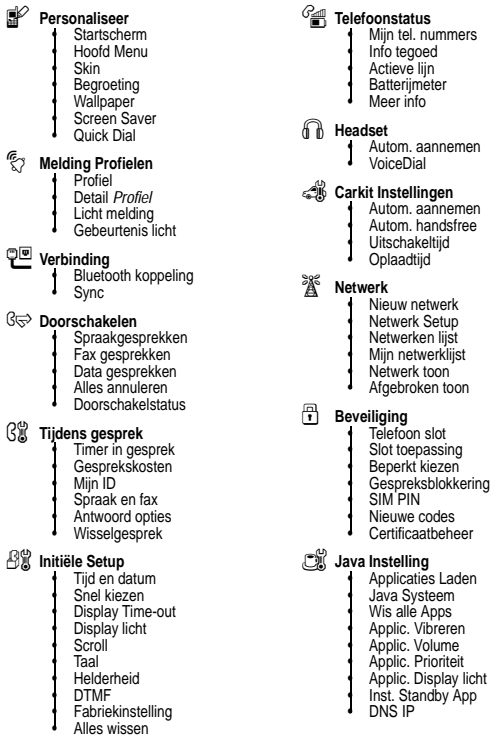 Personaliseer
Startscherm
Hoofd Menu
Skin
Begroeting
Wallpaper
Screen Saver
Quick Dial
Melding Profielen
Profiel
Detail Profiel
Licht melding
Gebeurtenis licht
Verbinding
Bluetooth koppeling
Sync
Doorschakelen
Spraakgesprekken
Fax gesprekken
Data gesprekken
Alles annuleren
Doorschakelstatus
Tijdens gesprek
Timer in gesprek
Gesprekskosten
Mijn ID
Spraak en fax
Antwoord opties
Wisselgesprek
Initiële Setup
Tijd en datum
Snel kiezen
Display Time-out
Display licht
Scroll
Taal
Helderheid
DTMF
Fabriekinstelling
Alles wissen
Telefoonstatus
Mijn tel. nummers
Info tegoed
Actieve lijn
Batterijmeter
Meer info
Headset
Autom. aannemen
VoiceDial
Carkit Instellingen
Autom. aannemen
Autom. handsfree
Uitschakeltijd
Oplaadtijd
Netwerk
Nieuw netwerk
Netwerk Setup
Netwerken lijst
Mijn netwerklijst
Netwerk toon
Afgebroken toon
Beveiliging
Telefoon slot
Slot toepassing
Beperkt kiezen
Gespreksblokkering
SIM PIN
Nieuwe codes
Certificaatbeheer
Java Instelling
Applicaties Laden
Java Systeem
Wis alle Apps
Applic. Vibreren
Applic. Volume
Applic. Prioriteit
Applic. Display licht
Inst. Standby App
DNS IP